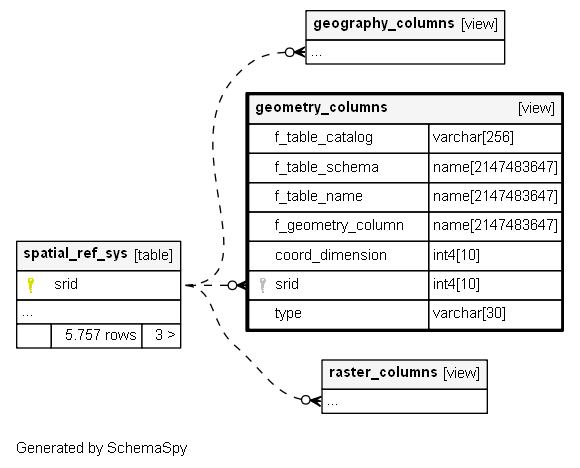 geography_columns [view]
...
geometry_columns [view]
f_table_catalog varchar[256]
f_table_schema name[2147483647]
f_table_name name[2147483647]
f_geometry_column name[2147483647]
coord_dimension int4[10]
srid int4[10]
type varchar[30]
spatial_ref_sys [table]
srid
...
5.757 rows 3 >
raster_columns [view]
...
Generated by SchemaSpy